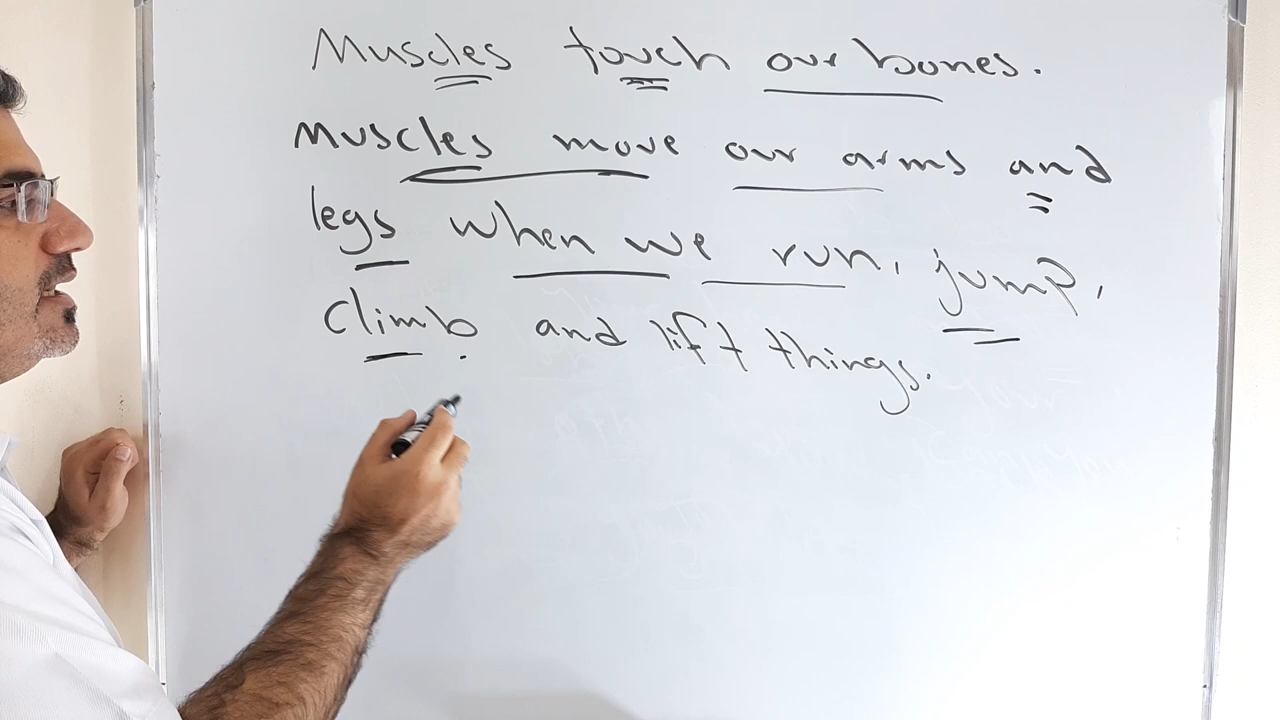 Muscles touch our bones.
Muscles move our arms and
legs when we run, jump,
climb and lift things.